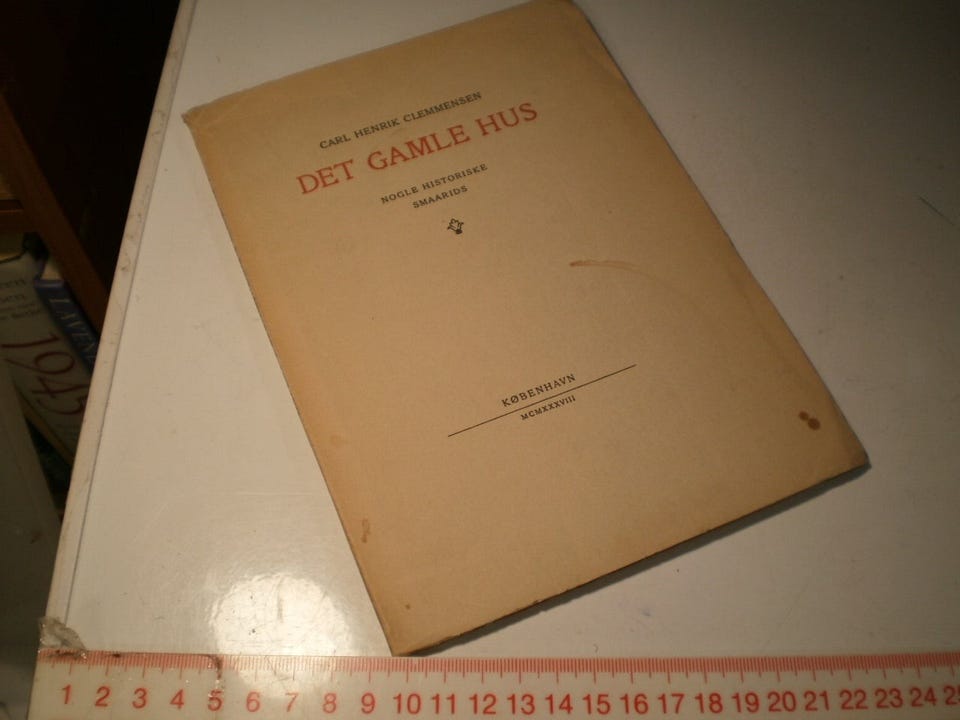 CARL HENRIK CLEMMENSEN
DET GAMLE HUS
NOGLE HISTORISKE
SMAARIDS
KØBENHAVN
MCMXXXVIII
1945
1 2 3 4 5 6 7 8 9 10 11 12 13 14 15 16 17 18 19 20 21 22 23 24